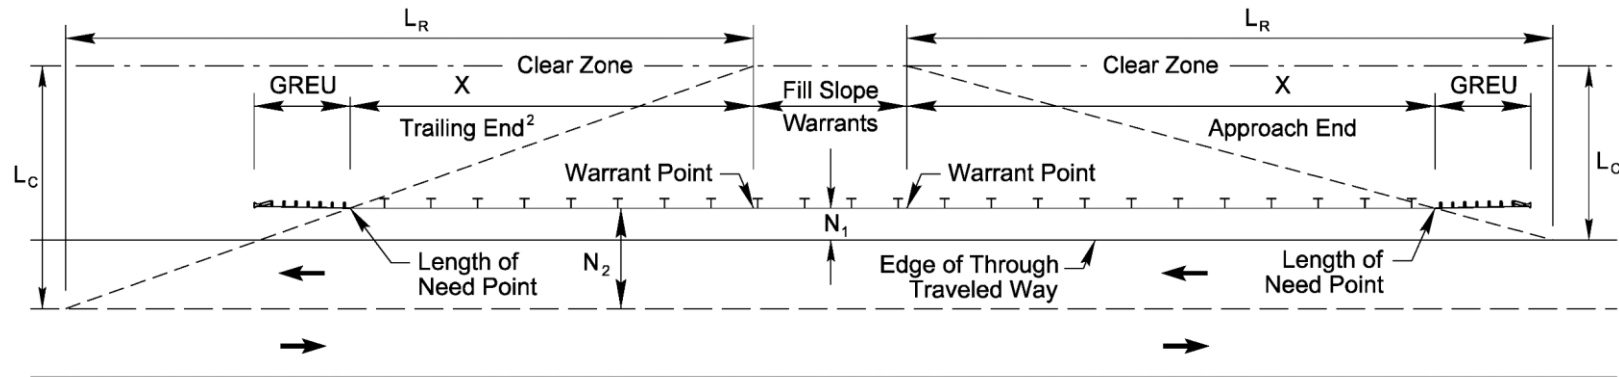 L_R
L_R
Clear Zone
Clear Zone
GREU
X
Fill Slope
Warrants
X
GREU
Trailing End²
Approach End
L_C
L_C
Warrant Point
Warrant Point
N₁
N₂
Length of
Need Point
Edge of Through
Traveled Way
Length of
Need Point